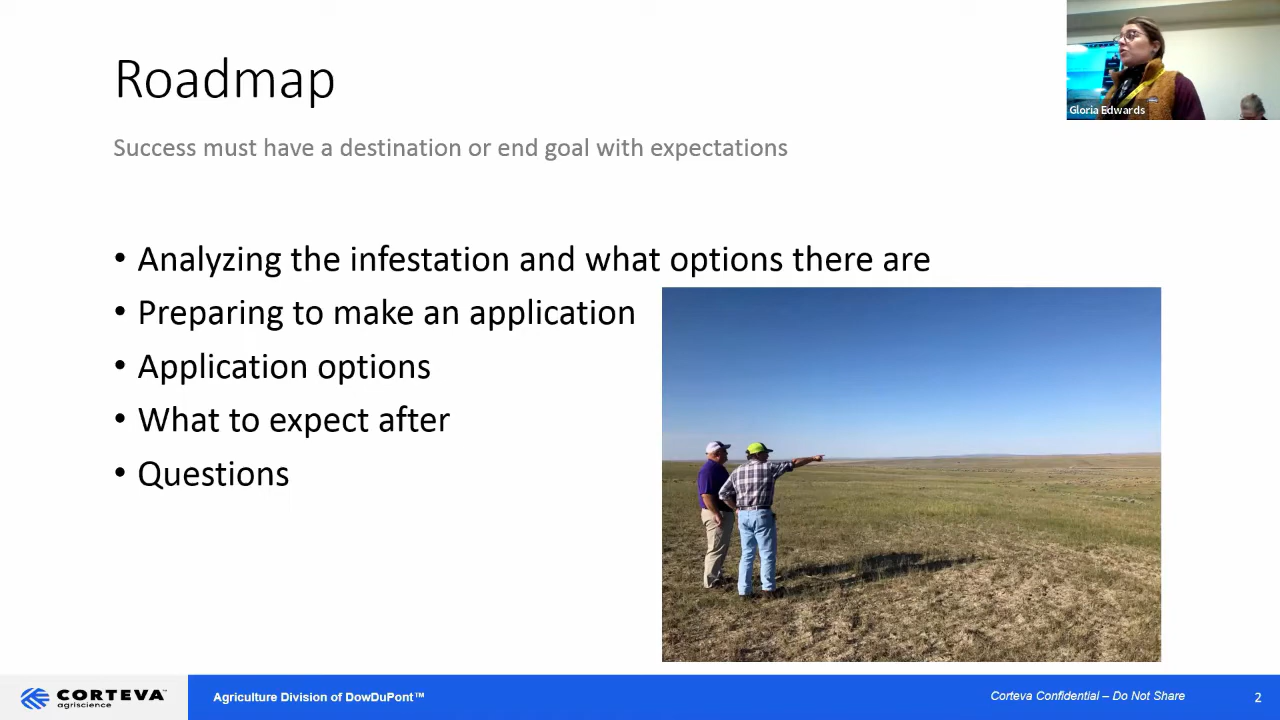 Roadmap
Gloria Edwards
Success must have a destination or end goal with expectations
• Analyzing the infestation and what options there are
• Preparing to make an application
• Application options
• What to expect after
• Questions
CORTEVA™
agriscience
Agriculture Division of DowDuPont™
Corteva Confidential – Do Not Share
2